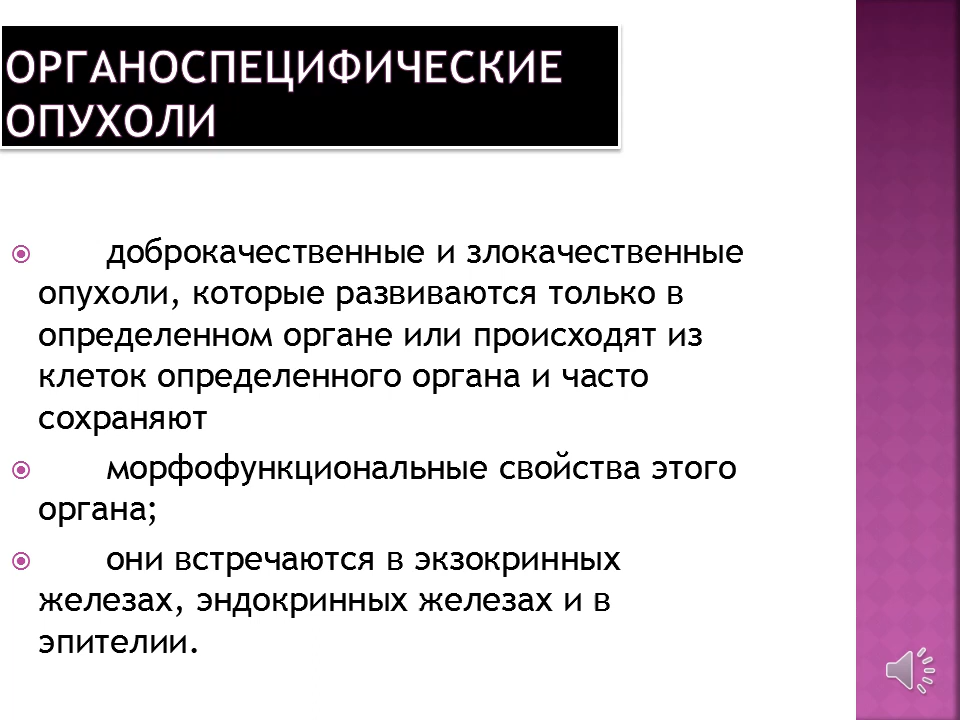 ОРГАНОСПЕЦИФИЧЕСКИЕ
ОПУХОЛИ
доброкачественные и злокачественные
опухоли, которые развиваются только в
определенном органе или происходят из
клеток определенного органа и часто
сохраняют
морфофункциональные свойства этого
органа;
они встречаются в экзокринных
железах, эндокринных железах и в
эпителии.